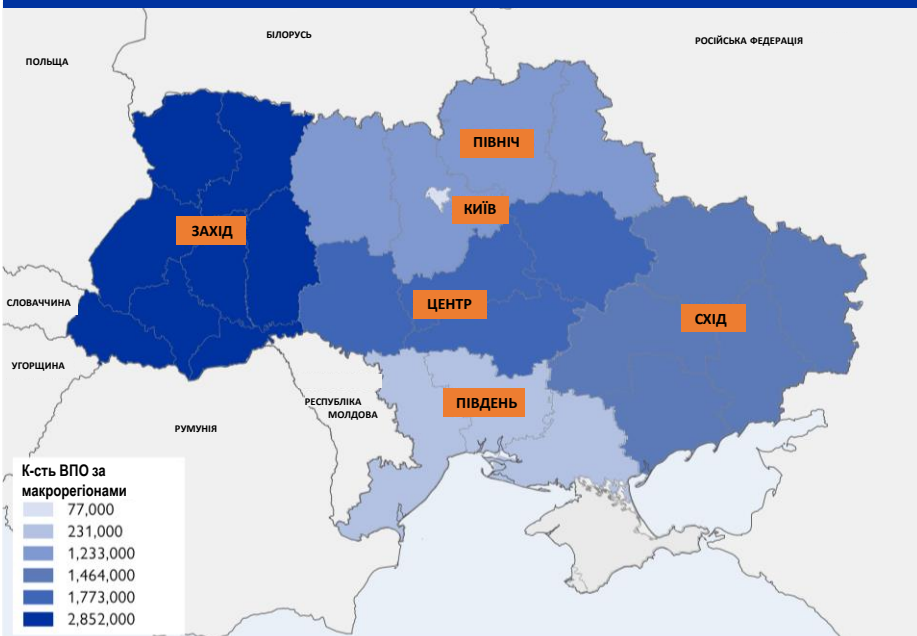 БІЛОРУСЬ
РОСІЙСЬКА ФЕДЕРАЦІЯ
ПОЛЬЩА
ПІВНІЧ
КИЇВ
ЗАХІД
СЛОВАЧЧИНА
ЦЕНТР
СХІД
УГОРЩИНА
РЕСПУБЛІКА
МОЛДОВА
ПІВДЕНЬ
РУМУНІЯ
К-сть ВПО за
макрорегіонами
77,000
231,000
1,233,000
1,464,000
1,773,000
2,852,000